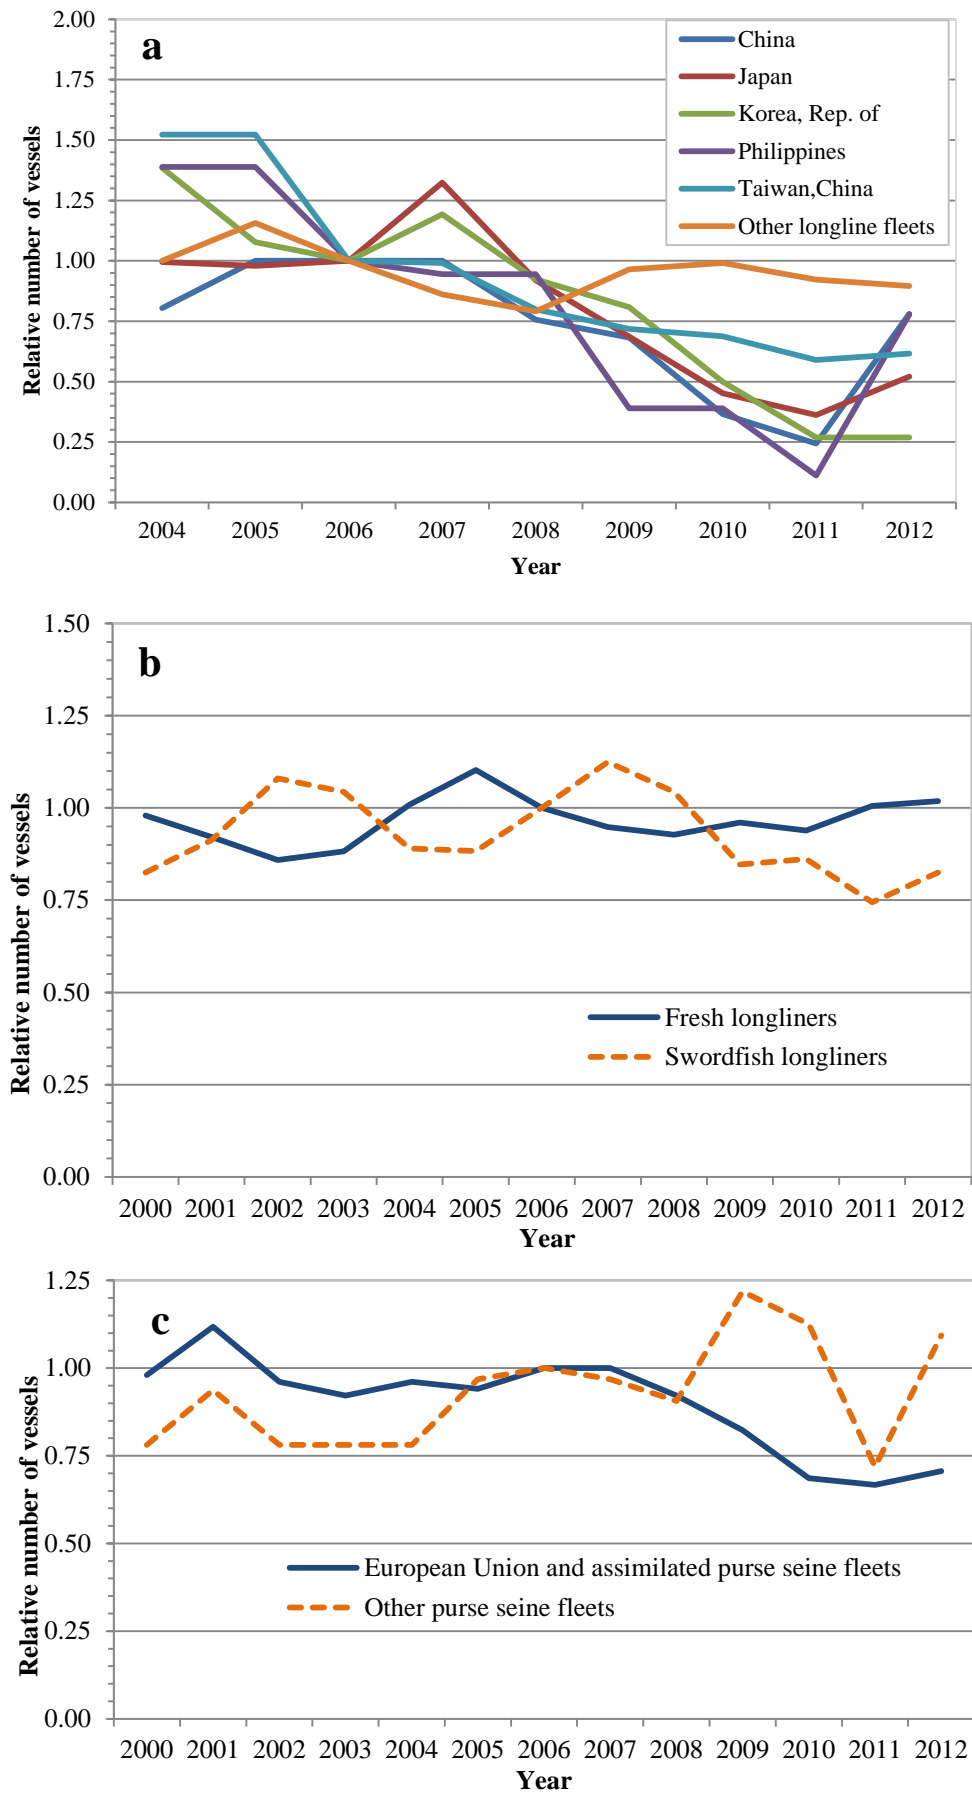 a
2.00
1.75
1.50
1.25
1.00
0.75
0.50
0.25
0.00
Relative number of vessels
China
Japan
Korea, Rep. of
Philippines
Taiwan,China
Other longline fleets
2004 2005 2006 2007 2008 2009 2010 2011 2012
Year
b
1.50
1.25
1.00
0.75
0.50
0.25
0.00
Relative number of vessels
Fresh longliners
Swordfish longliners
2000 2001 2002 2003 2004 2005 2006 2007 2008 2009 2010 2011 2012
Year
c
1.25
1.00
0.75
0.50
0.25
0.00
Relative number of vessels
European Union and assimilated purse seine fleets
Other purse seine fleets
2000 2001 2002 2003 2004 2005 2006 2007 2008 2009 2010 2011 2012
Year